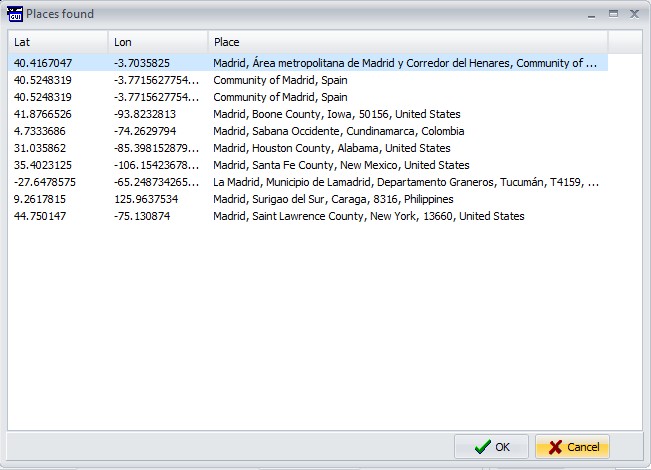 Places found
Lat Lon Place
40.4167047 -3.7035825 Madrid, Área metropolitana de Madrid y Corredor del Henares, Community of ...
40.5248319 -3.7715627754... Community of Madrid, Spain
40.5248319 -3.7715627754... Community of Madrid, Spain
41.8766526 -93.8232813 Madrid, Boone County, Iowa, 50156, United States
4.7333686 -74.2629794 Madrid, Sabana Occidente, Cundinamarca, Colombia
31.035862 -85.398152879... Madrid, Houston County, Alabama, United States
35.4023125 -106.15423678... Madrid, Santa Fe County, New Mexico, United States
-27.6478575 -65.248734265... La Madrid, Municipio de Lamadrid, Departamento Graneros, Tucumán, T4159, ...
9.2617815 125.9637534 Madrid, Surigao del Sur, Caraga, 8316, Philippines
44.750147 -75.130874 Madrid, Saint Lawrence County, New York, 13660, United States
OK Cancel